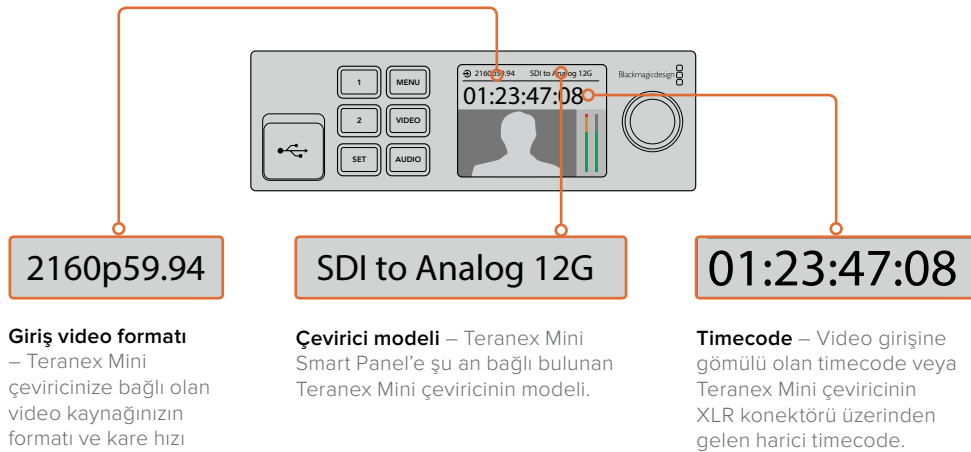 2160p59.94 SDI to Analog 12G
01:23:47:08
Blackmagicdesign
1 MENU
2 VIDEO
SET AUDIO
2160p59.94
SDI to Analog 12G
01:23:47:08
Giriş video formatı
– Teranex Mini
çeviricinize bağlı olan
video kaynağınızın
formatı ve kare hızı
Çevirici modeli – Teranex Mini
Smart Panel’e şu an bağlı bulunan
Teranex Mini çeviricinin modeli.
Timecode – Video girişine
gömülü olan timecode veya
Teranex Mini çeviricinin
XLR konektörü üzerinden
gelen harici timecode.